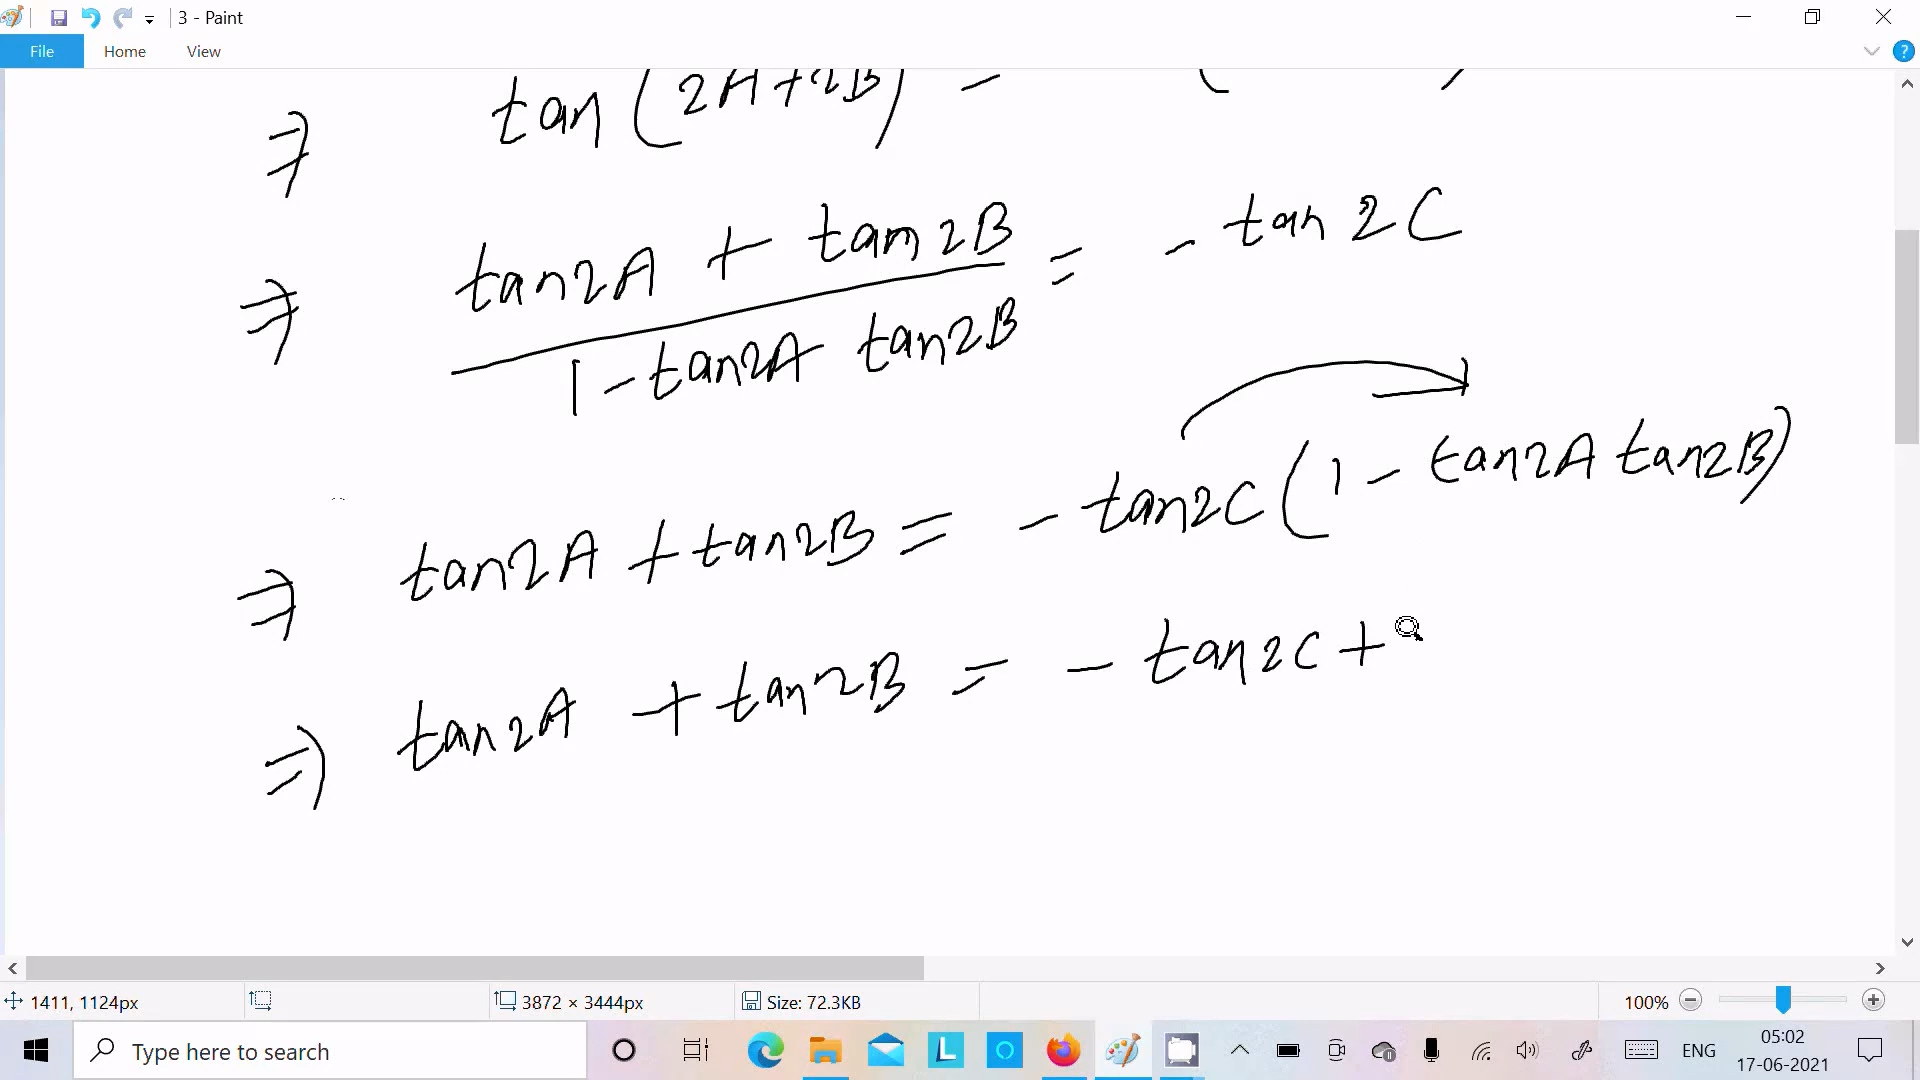 3 - Paint
File Home View
⇒ tan (2A+2B) =
⇒ tan2A + tan2B / 1 - tan2A tan2B = - tan 2C
⇒ tan2A + tan2B = - tan2C (1 - tan2A tan2B)
⇒ tan2A + tan2B = - tan2C +
1411, 1124px 3872 × 3444px Size: 72.3KB 100%
Type here to search ENG 05:02
17-06-2021